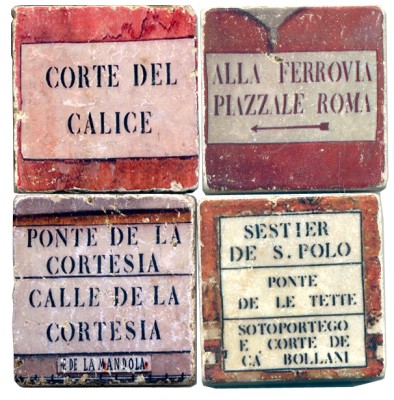 CORTE DEL
CALICE
ALLA FERROVIA
PIAZZALE ROMA
PONTE DE LA
CORTESIA
CALLE DE LA
CORTESIA
DE LA MANDOLA
SESTIER
DE S. POLO
PONTE
DE LE TETTE
SOTOPORTEGO
E CORTE DE
CA' BOLLANI